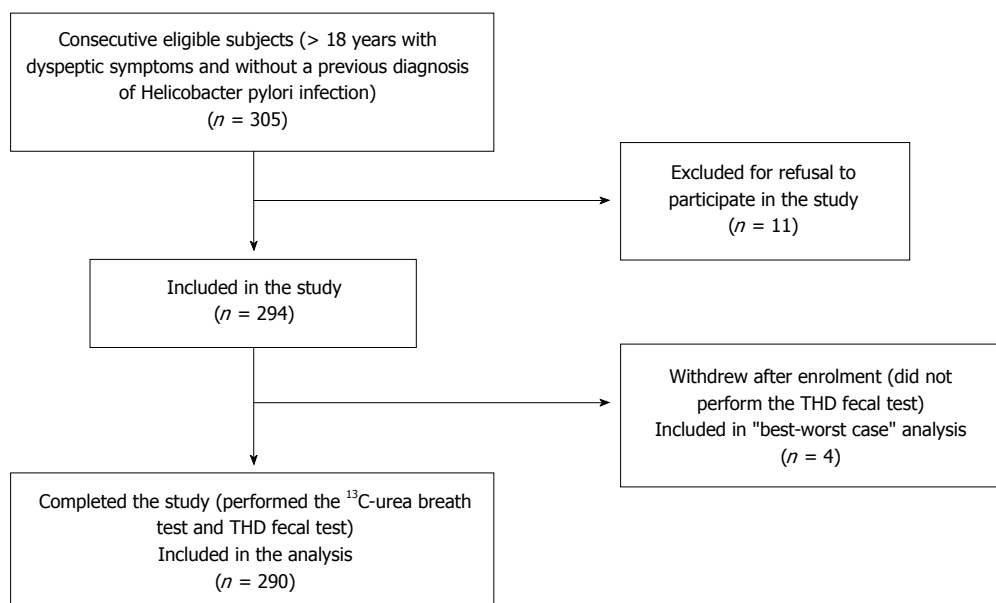 Consecutive eligible subjects (> 18 years with
dyspeptic symptoms and without a previous diagnosis
of Helicobacter pylori infection)
(n = 305)
Excluded for refusal to
participate in the study
(n = 11)
Included in the study
(n = 294)
Withdrew after enrolment (did not
perform the THD fecal test)
Included in "best-worst case" analysis
(n = 4)
Completed the study (performed the ¹³C-urea breath
test and THD fecal test)
Included in the analysis
(n = 290)